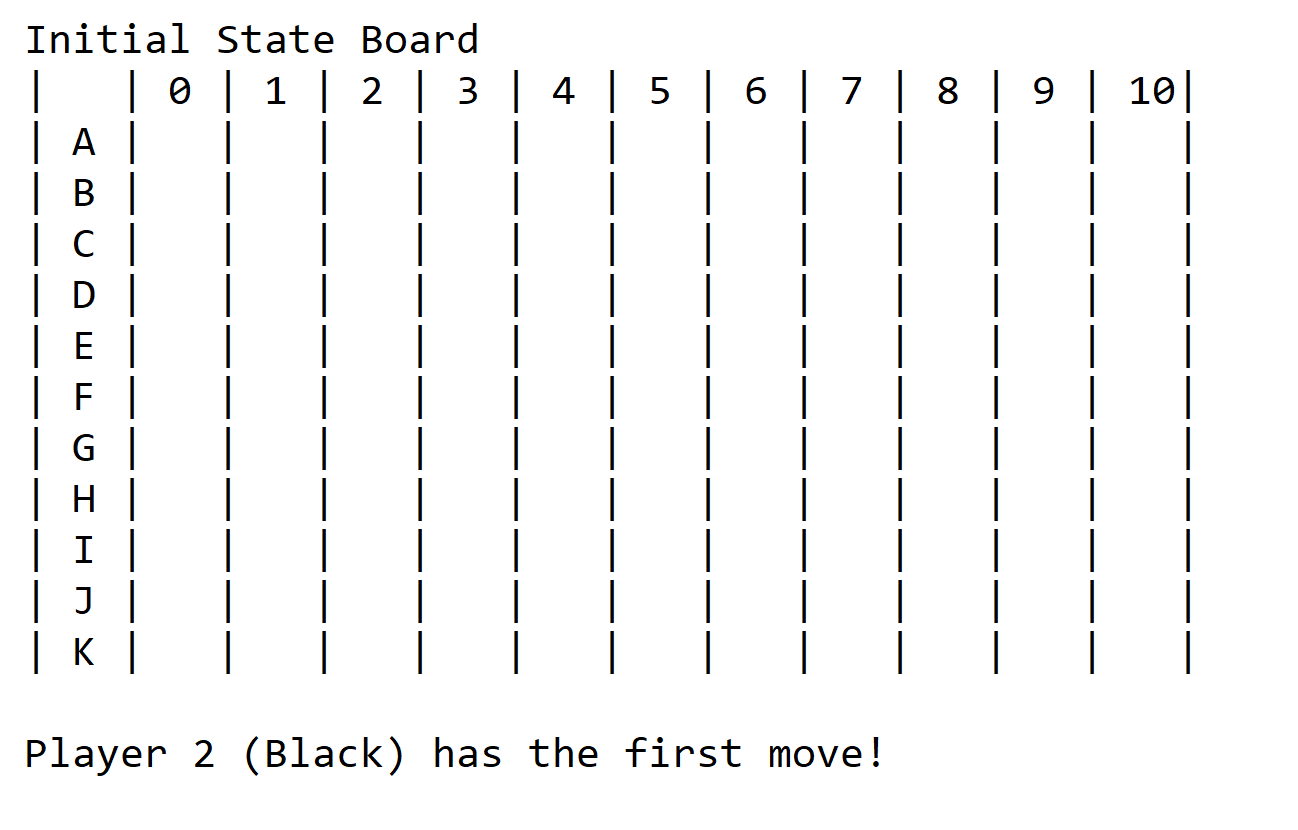 Initial State Board
|   | 0 | 1 | 2 | 3 | 4 | 5 | 6 | 7 | 8 | 9 | 10|
| A |   |   |   |   |   |   |   |   |   |   |   |
| B |   |   |   |   |   |   |   |   |   |   |   |
| C |   |   |   |   |   |   |   |   |   |   |   |
| D |   |   |   |   |   |   |   |   |   |   |   |
| E |   |   |   |   |   |   |   |   |   |   |   |
| F |   |   |   |   |   |   |   |   |   |   |   |
| G |   |   |   |   |   |   |   |   |   |   |   |
| H |   |   |   |   |   |   |   |   |   |   |   |
| I |   |   |   |   |   |   |   |   |   |   |   |
| J |   |   |   |   |   |   |   |   |   |   |   |
| K |   |   |   |   |   |   |   |   |   |   |   |
Player 2 (Black) has the first move!